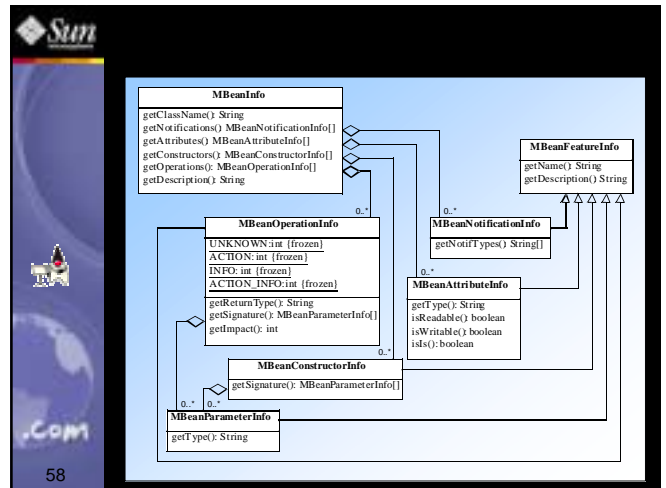 Sun
microsystems
MBeanInfo
getClassName(): String
getNotifications() MBeanNotificationInfo[]
getAttributes() MBeanAttributeInfo[]
getConstructors() MBeanConstructorInfo[]
getOperations(): MBeanOperationInfo[]
getDescription(): String
MBeanFeatureInfo
getName() String
getDescription() String
0..*
0..*
MBeanOperationInfo
UNKNOWN:int {frozen}
ACTION:int {frozen}
INFO: int {frozen}
ACTION_INFO:int {frozen}
getReturnType(): String
getSignature(): MBeanParameterInfo[]
getImpact(): int
MBeanNotificationInfo
getNotifTypes() String[]
0..*
MBeanAttributeInfo
getType(): String
isReadable() boolean
isWritable() boolean
isIs(): boolean
0..*
MBeanConstructorInfo
getSignature(): MBeanParameterInfo[]
0..* 0..*
MBeanParameterInfo
getType(): String
.com
58